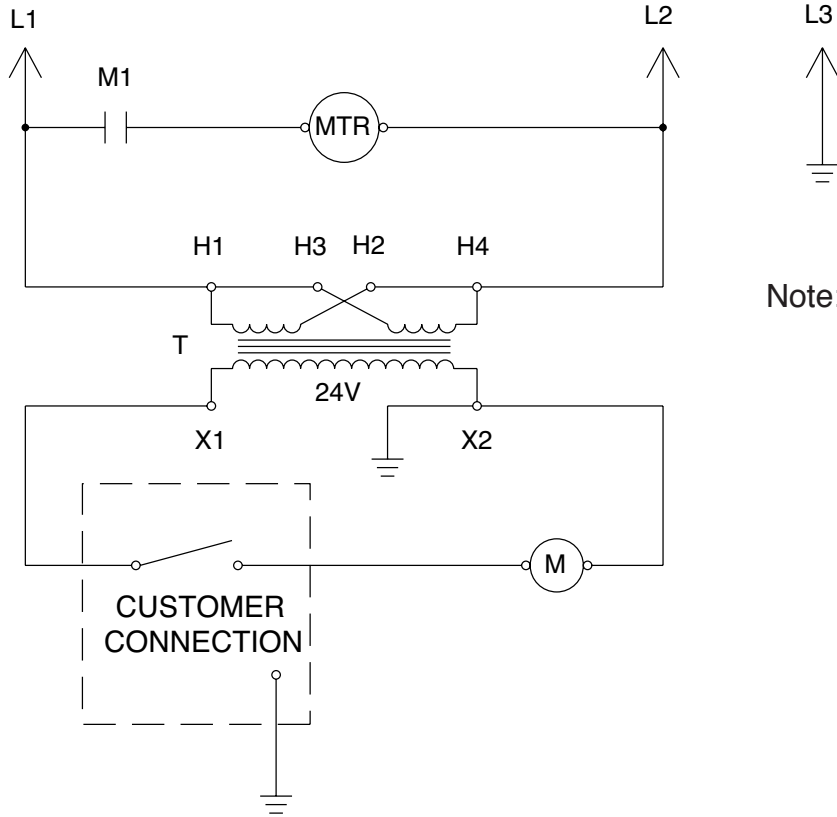 L1
L2
L3
M1
MTR
H1
H3
H2
H4
Note:
T
24V
X1
X2
M
CUSTOMER
CONNECTION